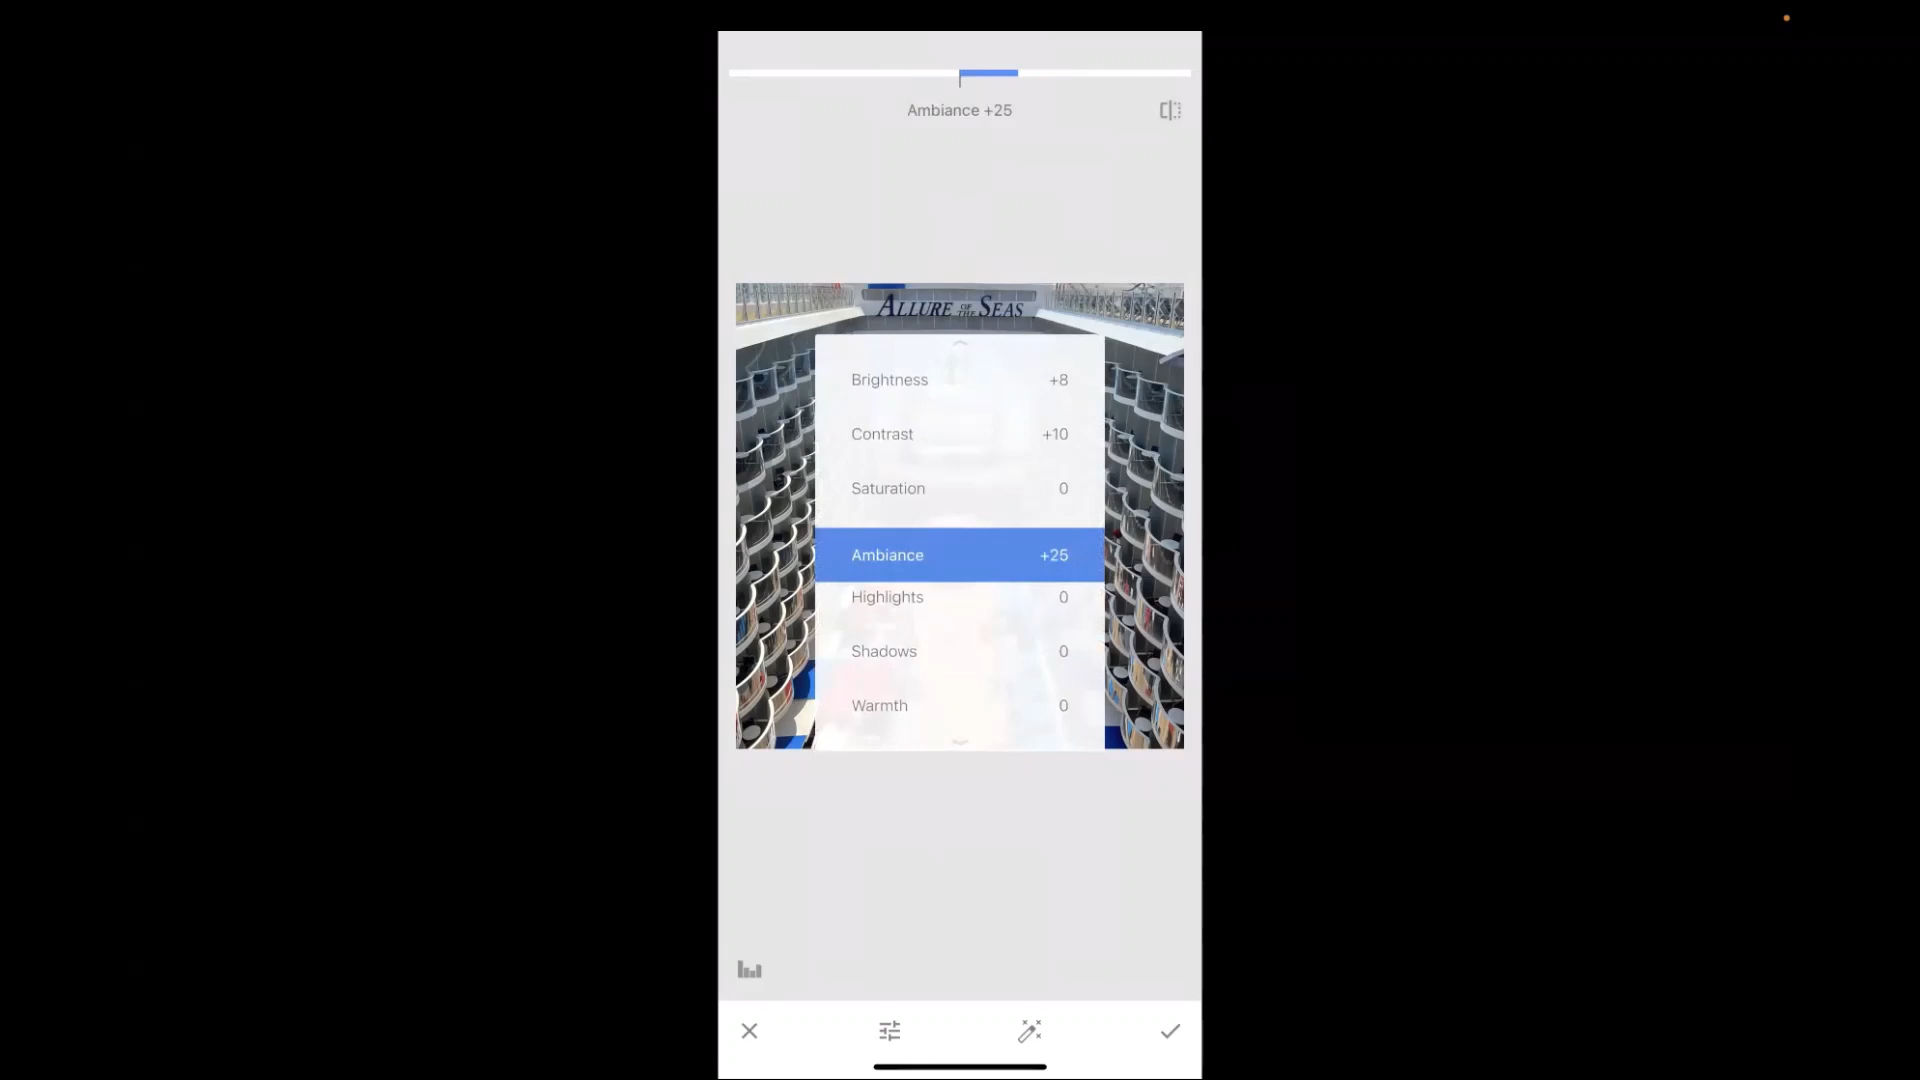 Ambiance +25
ALLURE OF THE SEAS
Brightness +8
Contrast +10
Saturation 0
Ambiance +25
Highlights 0
Shadows 0
Warmth 0